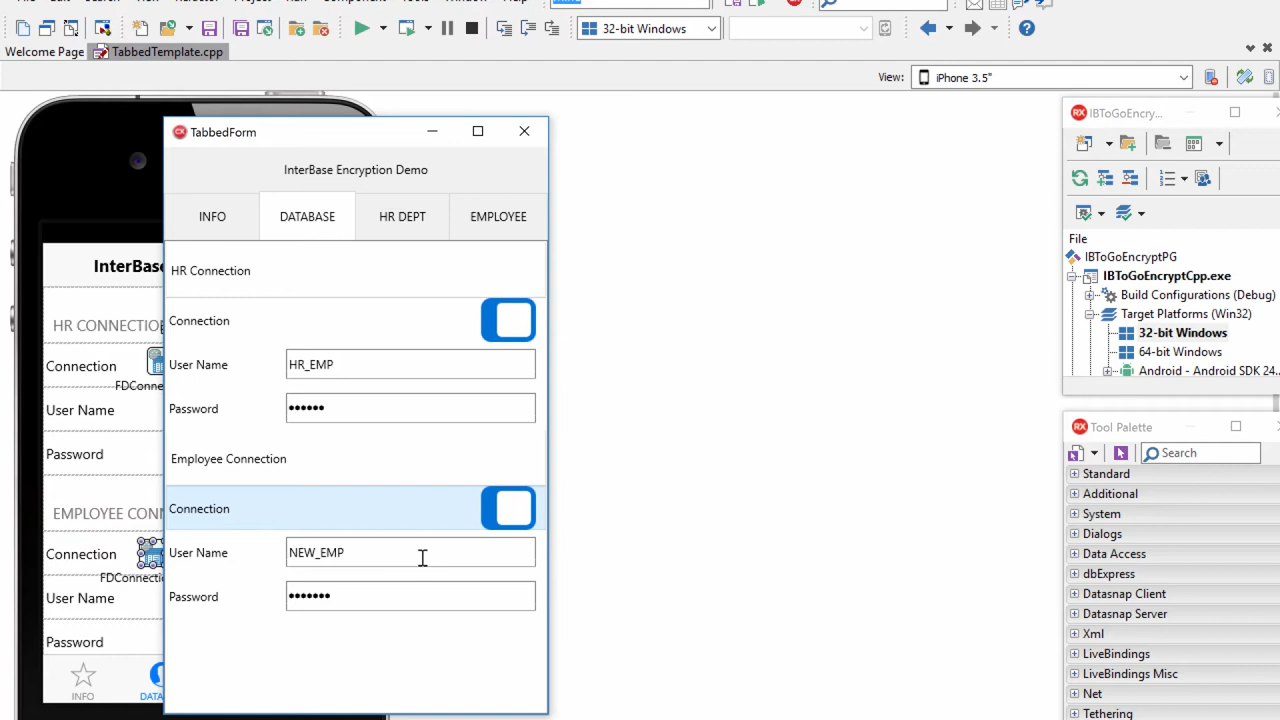 32-bit Windows
Welcome Page
TabbedTemplate.cpp
View:
iPhone 3.5"
TabbedForm
InterBase Encryption Demo
INFO
DATABASE
HR DEPT
EMPLOYEE
HR Connection
Connection
User Name
HR_EMP
Password
••••••
Employee Connection
Connection
User Name
NEW_EMP
Password
•••••••
InterBase
HR CONNECTIO
Connection
FDConne
User Name
Password
EMPLOYEE CONN
Connection
FDConnectio
User Name
Password
INFO
DATA
IBToGoEncry...
File
IBToGoEncryptPG
IBToGoEncryptCpp.exe
Build Configurations (Debug)
Target Platforms (Win32)
32-bit Windows
64-bit Windows
Android - Android SDK 24...
Tool Palette
Search
Standard
Additional
System
Dialogs
Data Access
dbExpress
Datasnap Client
Datasnap Server
Xml
LiveBindings
LiveBindings Misc
Net
Tethering